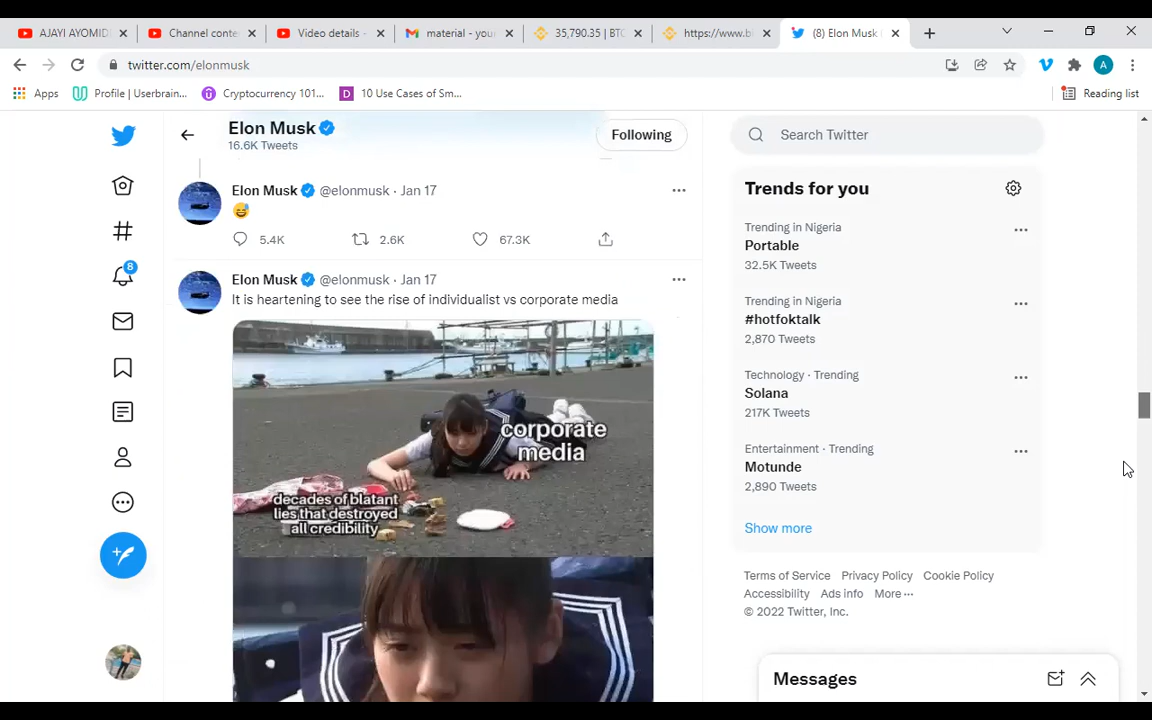 AJAYI AYOMID
Channel conte
Video details -
material - you
35,790.35 | BTC
https://www.bi
(8) Elon Musk
twitter.com/elonmusk
Apps
Profile | Userbrain...
Cryptocurrency 101...
10 Use Cases of Sm...
Reading list
Elon Musk
16.6K Tweets
Following
Search Twitter
Elon Musk @elonmusk · Jan 17
😅
5.4K 2.6K 67.3K
Elon Musk @elonmusk · Jan 17
It is heartening to see the rise of individualist vs corporate media
corporate
media
decades of blatant
lies that destroyed
all credibility
8
Trends for you
Trending in Nigeria
Portable
32.5K Tweets
Trending in Nigeria
#hotfoktalk
2,870 Tweets
Technology · Trending
Solana
217K Tweets
Entertainment · Trending
Motunde
2,890 Tweets
Show more
Terms of Service Privacy Policy Cookie Policy
Accessibility Ads info More ···
© 2022 Twitter, Inc.
Messages
A